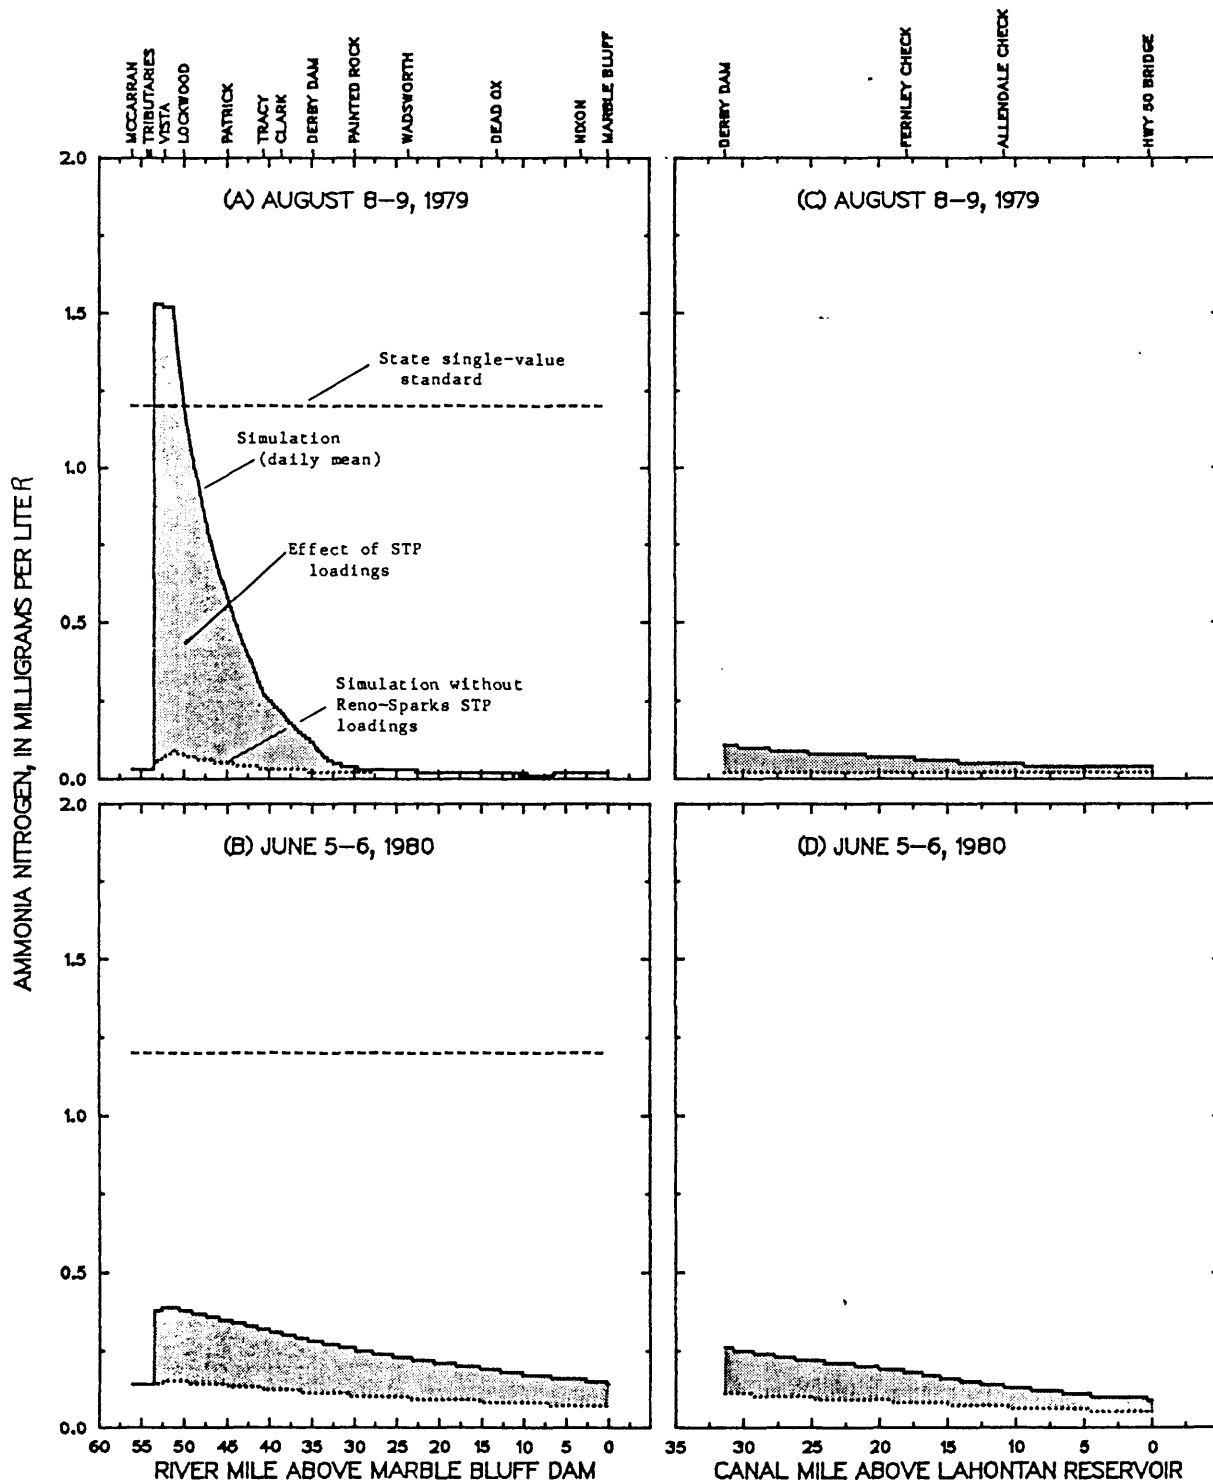 MCCARRAN
TRIBUTARIES
VISTA
LOCKWOOD
PATRICK
TRACY
CLARK
DERBY DAM
PAINTED ROCK
WADSWORTH
DEAD OX
NIXON
MARBLE BLUFF
DERBY DAM
FERNLEY CHECK
ALLENDALE CHECK
HWY 50 BRIDGE
AMMONIA NITROGEN, IN MILLIGRAMS PER LITER
2.0
1.5
1.0
0.5
0.0
(A) AUGUST 8-9, 1979
State single-value
standard
Simulation
(daily mean)
Effect of STP
loadings
Simulation without
Reno-Sparks STP
loadings
(C) AUGUST 8-9, 1979
2.0
1.5
1.0
0.5
0.0
(B) JUNE 5-6, 1980
(D) JUNE 5-6, 1980
60 55 50 45 40 35 30 25 20 15 10 5 0
RIVER MILE ABOVE MARBLE BLUFF DAM
35 30 25 20 15 10 5 0
CANAL MILE ABOVE LAHONTAN RESERVOIR